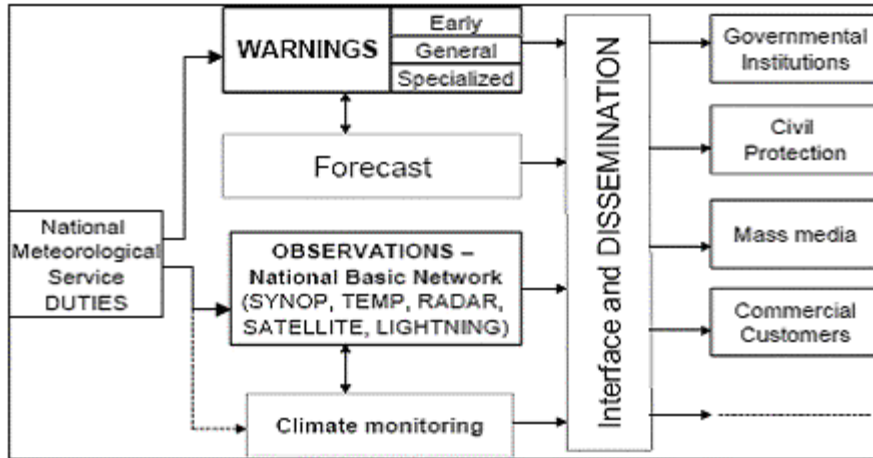 National
Meteorological
Service
DUTIES
WARNINGS
Early
General
Specialized
Forecast
OBSERVATIONS –
National Basic Network
(SYNOP, TEMP, RADAR,
SATELLITE, LIGHTNING)
Climate monitoring
Interface and DISSEMINATION
Governmental
Institutions
Civil
Protection
Mass media
Commercial
Customers